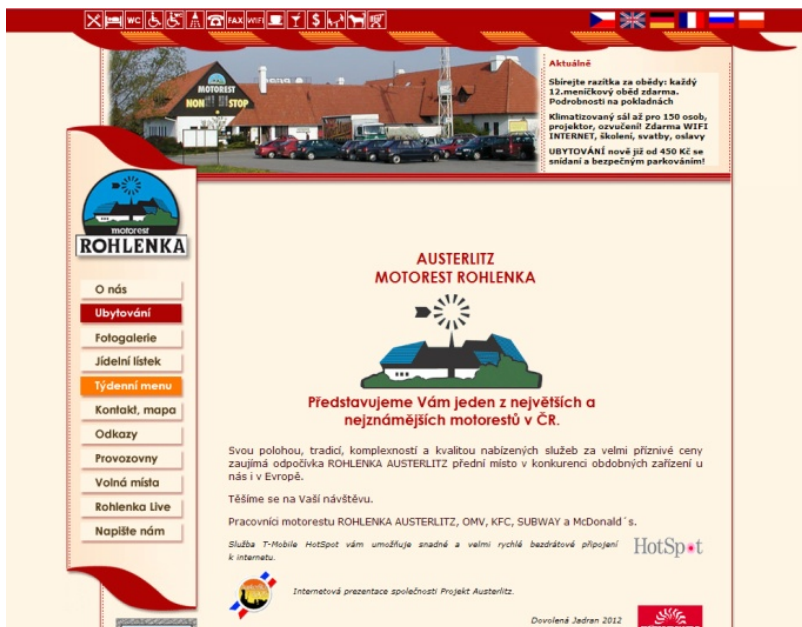 WC
FAX
WIFI
$
MOTOREST
NON STOP
Aktuálně
Sbírejte razítka za obědy: každý
12.meníčkový oběd zdarma.
Podrobnosti na pokladnách
Klimatizovaný sál až pro 150 osob,
projektor, ozvučení! Zdarma WIFI
INTERNET, školení, svatby, oslavy
UBYTOVÁNÍ nově již od 450 Kč se
snídaní a bezpečným parkováním!
motorest
ROHLENKA
O nás
Ubytování
Fotogalerie
Jídelní lístek
Týdenní menu
Kontakt, mapa
Odkazy
Provozovny
Volná místa
Rohlenka Live
Napište nám
AUSTERLITZ
MOTOREST ROHLENKA
Představujeme Vám jeden z největších a
nejznámějších motorestů v ČR.
Svou polohou, tradicí, komplexností a kvalitou nabízených služeb za velmi příznivé ceny
zaujímá odpočívka ROHLENKA AUSTERLITZ přední místo v konkurenci obdobných zařízení u
nás i v Evropě.
Těšíme se na Vaší návštěvu.
Pracovníci motorestu ROHLENKA AUSTERLITZ, OMV, KFC, SUBWAY a McDonald´s.
Služba T-Mobile HotSpot vám umožňuje snadné a velmi rychlé bezdrátové připojení
k internetu.
HotSpot
Internetová prezentace společnosti Projekt Austerlitz.
Dovolená Jadran 2012